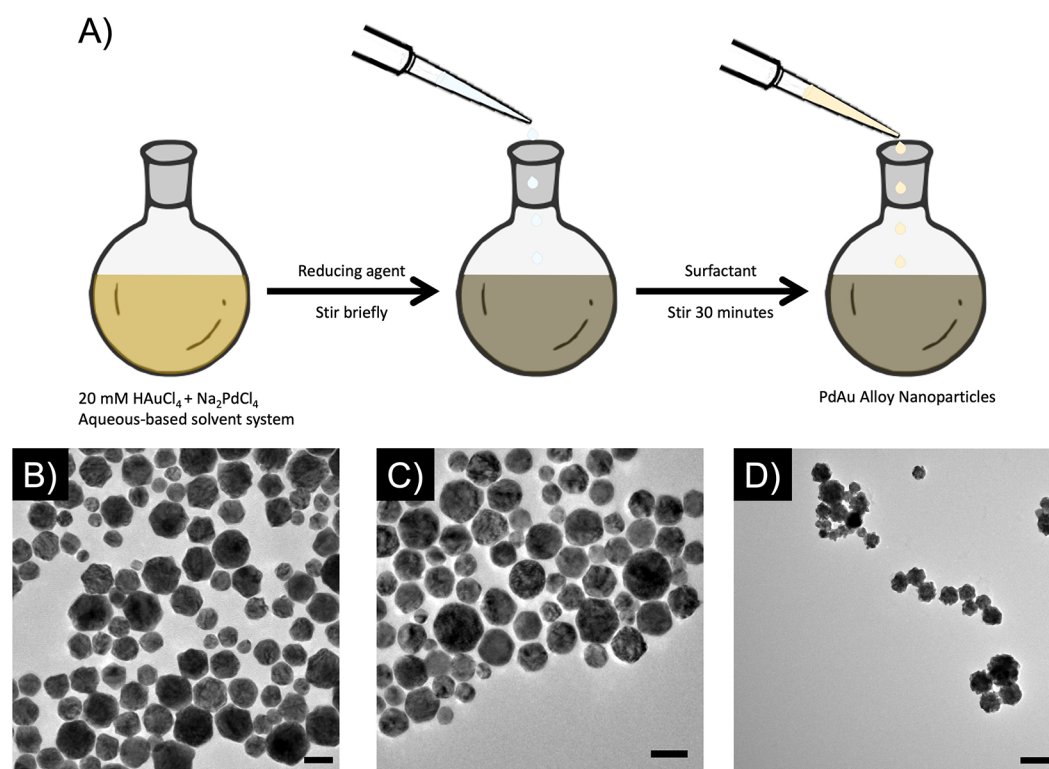 A)
Reducing agent
Stir briefly
Surfactant
Stir 30 minutes
20 mM HAuCl₄ + Na₂PdCl₄
Aqueous-based solvent system
PdAu Alloy Nanoparticles
B)
C)
D)